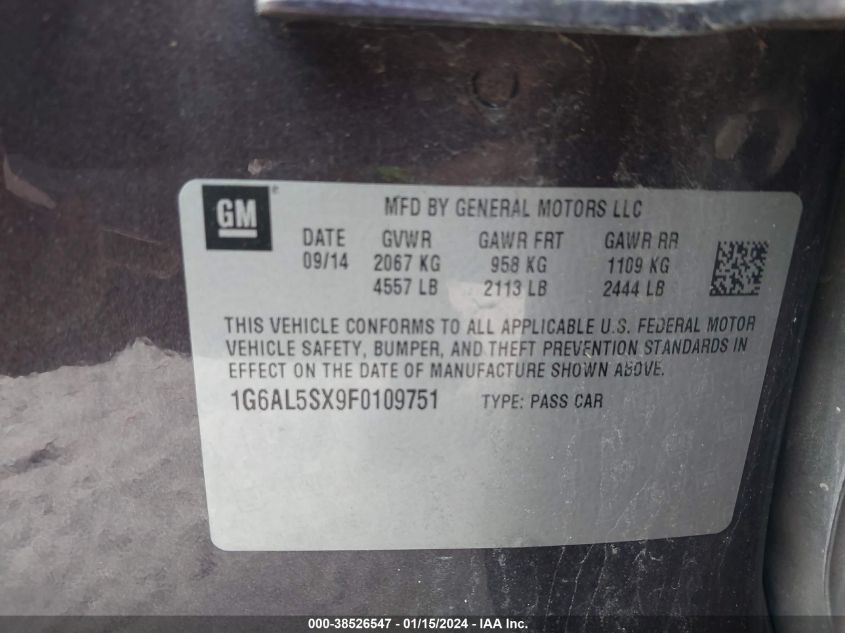 GM ®
MFD BY GENERAL MOTORS LLC
DATE GVWR GAWR FRT GAWR RR
09/14 2067 KG 958 KG 1109 KG
4557 LB 2113 LB 2444 LB
THIS VEHICLE CONFORMS TO ALL APPLICABLE U.S. FEDERAL MOTOR
VEHICLE SAFETY, BUMPER, AND THEFT PREVENTION STANDARDS IN
EFFECT ON THE DATE OF MANUFACTURE SHOWN ABOVE.
1G6AL5SX9F0109751 TYPE: PASS CAR
000-38526547 - 01/15/2024 - IAA Inc.